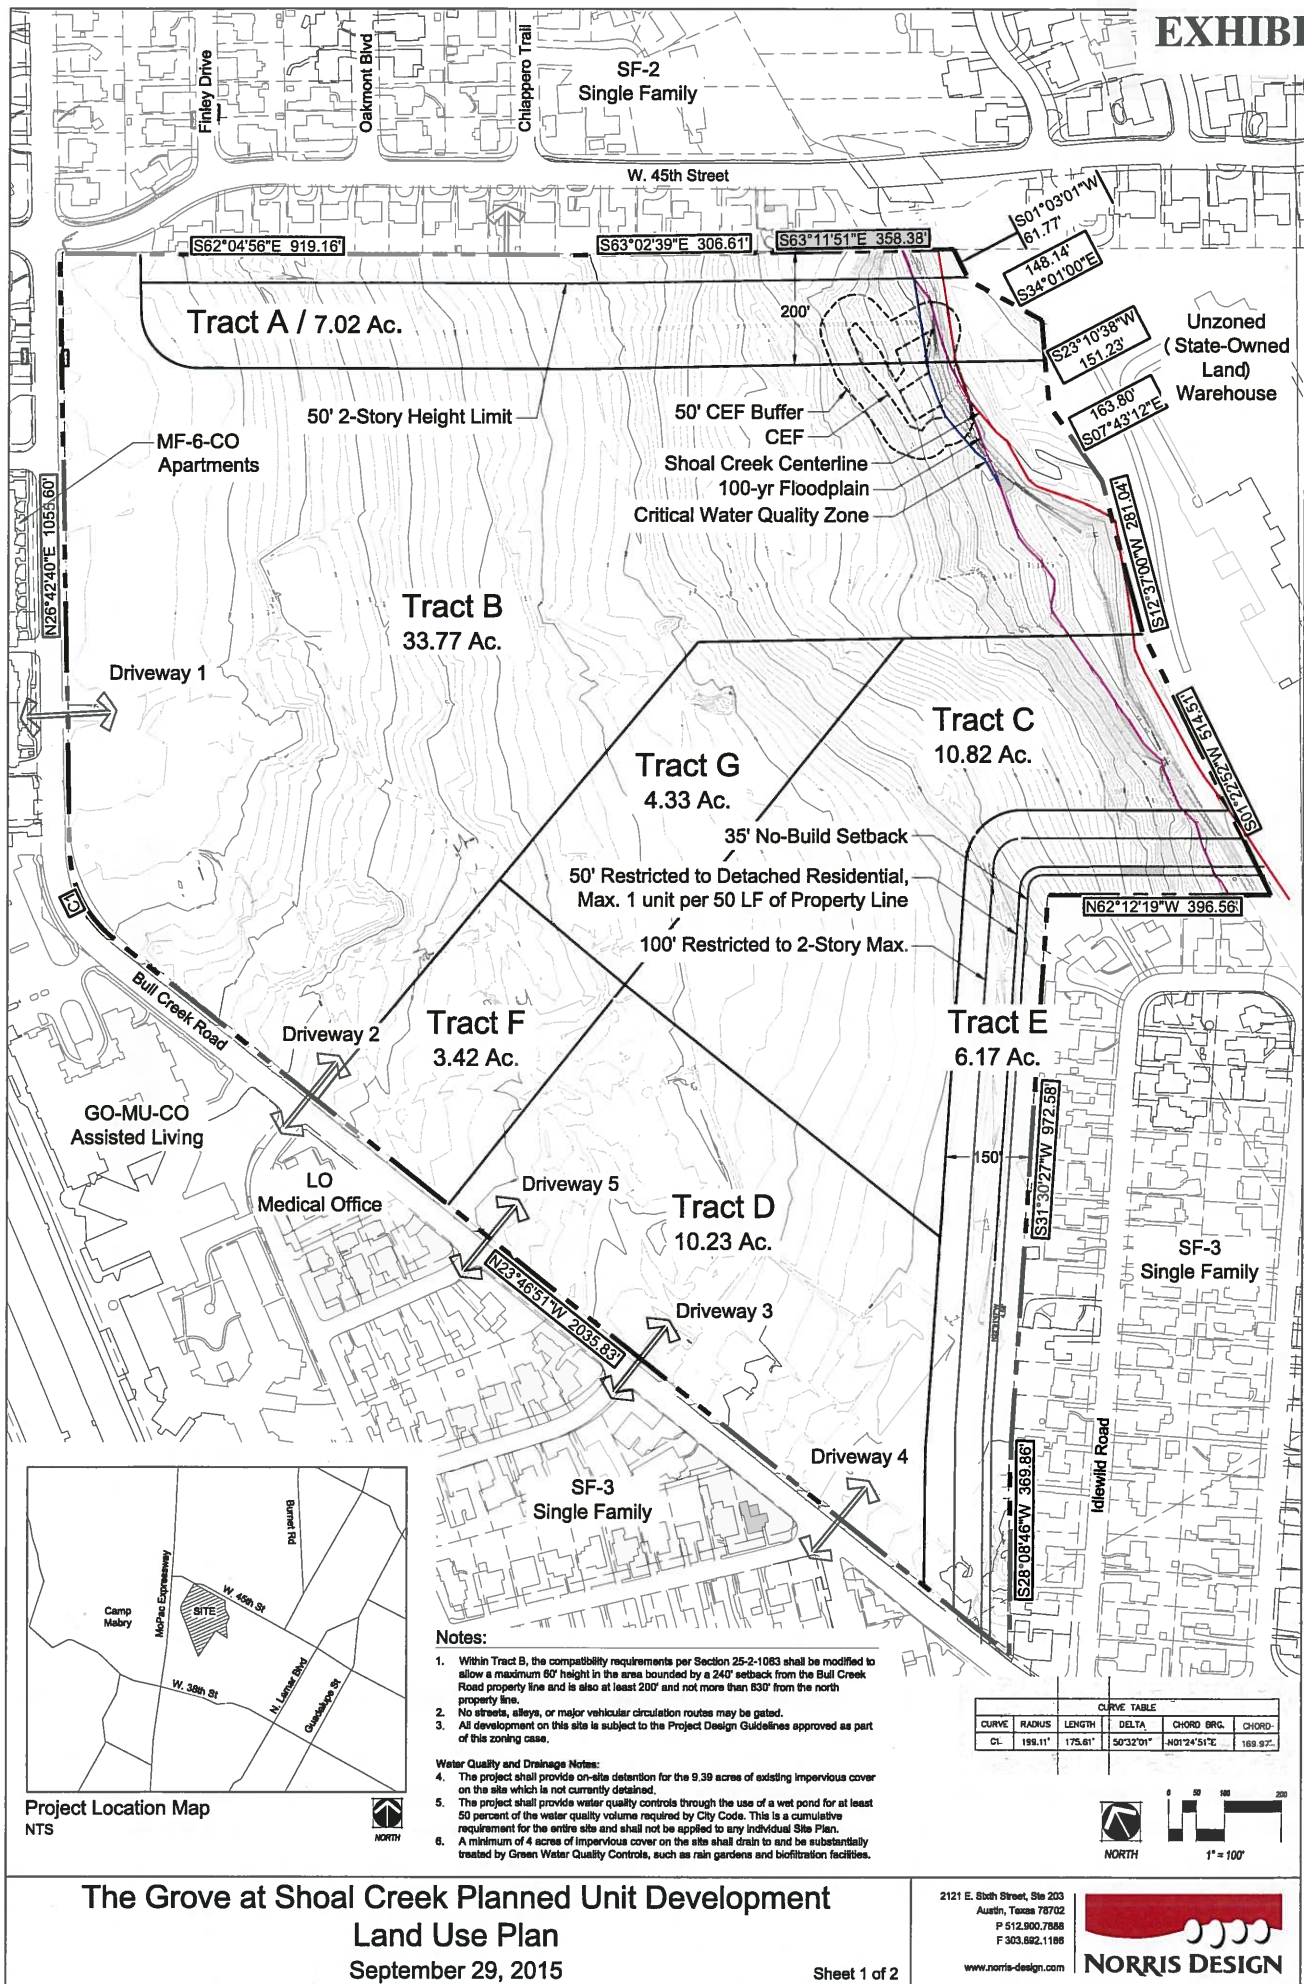 EXHIBI
Finley Drive
Oakmont Blvd
Chiappero Trail
SF-2
Single Family
W. 45th Street
S01°03'01"W
61.77'
S62°04'56"E 919.16'
S63°02'39"E 306.61'
S63°11'51"E 358.38'
148.14'
S34°01'00"E
Tract A / 7.02 Ac.
200'
S23°10'38"W
151.23'
Unzoned
( State-Owned
Land)
Warehouse
163.80'
S07°43'12"E
50' 2-Story Height Limit
50' CEF Buffer
CEF
Shoal Creek Centerline
100-yr Floodplain
Critical Water Quality Zone
MF-6-CO
Apartments
N26°42'40"E 1055.60'
S12°37'00"W 281.04'
Tract B
33.77 Ac.
Driveway 1
Tract C
10.82 Ac.
S01°22'52"W 514.51'
Tract G
4.33 Ac.
35' No-Build Setback
50' Restricted to Detached Residential,
Max. 1 unit per 50 LF of Property Line
100' Restricted to 2-Story Max.
N62°12'19"W 396.56'
C1
Bull Creek Road
Driveway 2
Tract F
3.42 Ac.
Tract E
6.17 Ac.
GO-MU-CO
Assisted Living
LO
Medical Office
150'
S31°30'27"W 972.58'
Driveway 5
Tract D
10.23 Ac.
SF-3
Single Family
N23°46'51"W 2035.83'
Driveway 3
Driveway 4
SF-3
Single Family
Idlewild Road
S28°08'46"W 369.86'
Burnet Rd
MoPac Expressway
W. 45th St
Camp
Mabry
SITE
W. 38th St
N. Lamar Blvd
Guadalupe St
Project Location Map
NTS
NORTH
Notes:
1. Within Tract B, the compatibility requirements per Section 25-2-1063 shall be modified to
allow a maximum 60' height in the area bounded by a 240' setback from the Bull Creek
Road property line and is also at least 200' and not more than 630' from the north
property line.
2. No streets, alleys, or major vehicular circulation routes may be gated.
3. All development on this site is subject to the Project Design Guidelines approved as part
of this zoning case.
Water Quality and Drainage Notes:
4. The project shall provide on-site detention for the 9.39 acres of existing impervious cover
on the site which is not currently detained.
5. The project shall provide water quality controls through the use of a wet pond for at least
50 percent of the water quality volume required by City Code. This is a cumulative
requirement for the entire site and shall not be applied to any individual Site Plan.
6. A minimum of 4 acres of impervious cover on the site shall drain to and be substantially
treated by Green Water Quality Controls, such as rain gardens and biofiltration facilities.
CURVE TABLE
CURVE RADIUS LENGTH DELTA CHORD BRG. CHORD
C1 199.11' 175.61' 50°32'01" N01°24'51"E 169.97'
NORTH
0 50 100 200
1" = 100'
The Grove at Shoal Creek Planned Unit Development
Land Use Plan
September 29, 2015
Sheet 1 of 2
2121 E. Sixth Street, Ste 203
Austin, Texas 78702
P 512.900.7888
F 303.892.1186
www.norris-design.com
NORRIS DESIGN